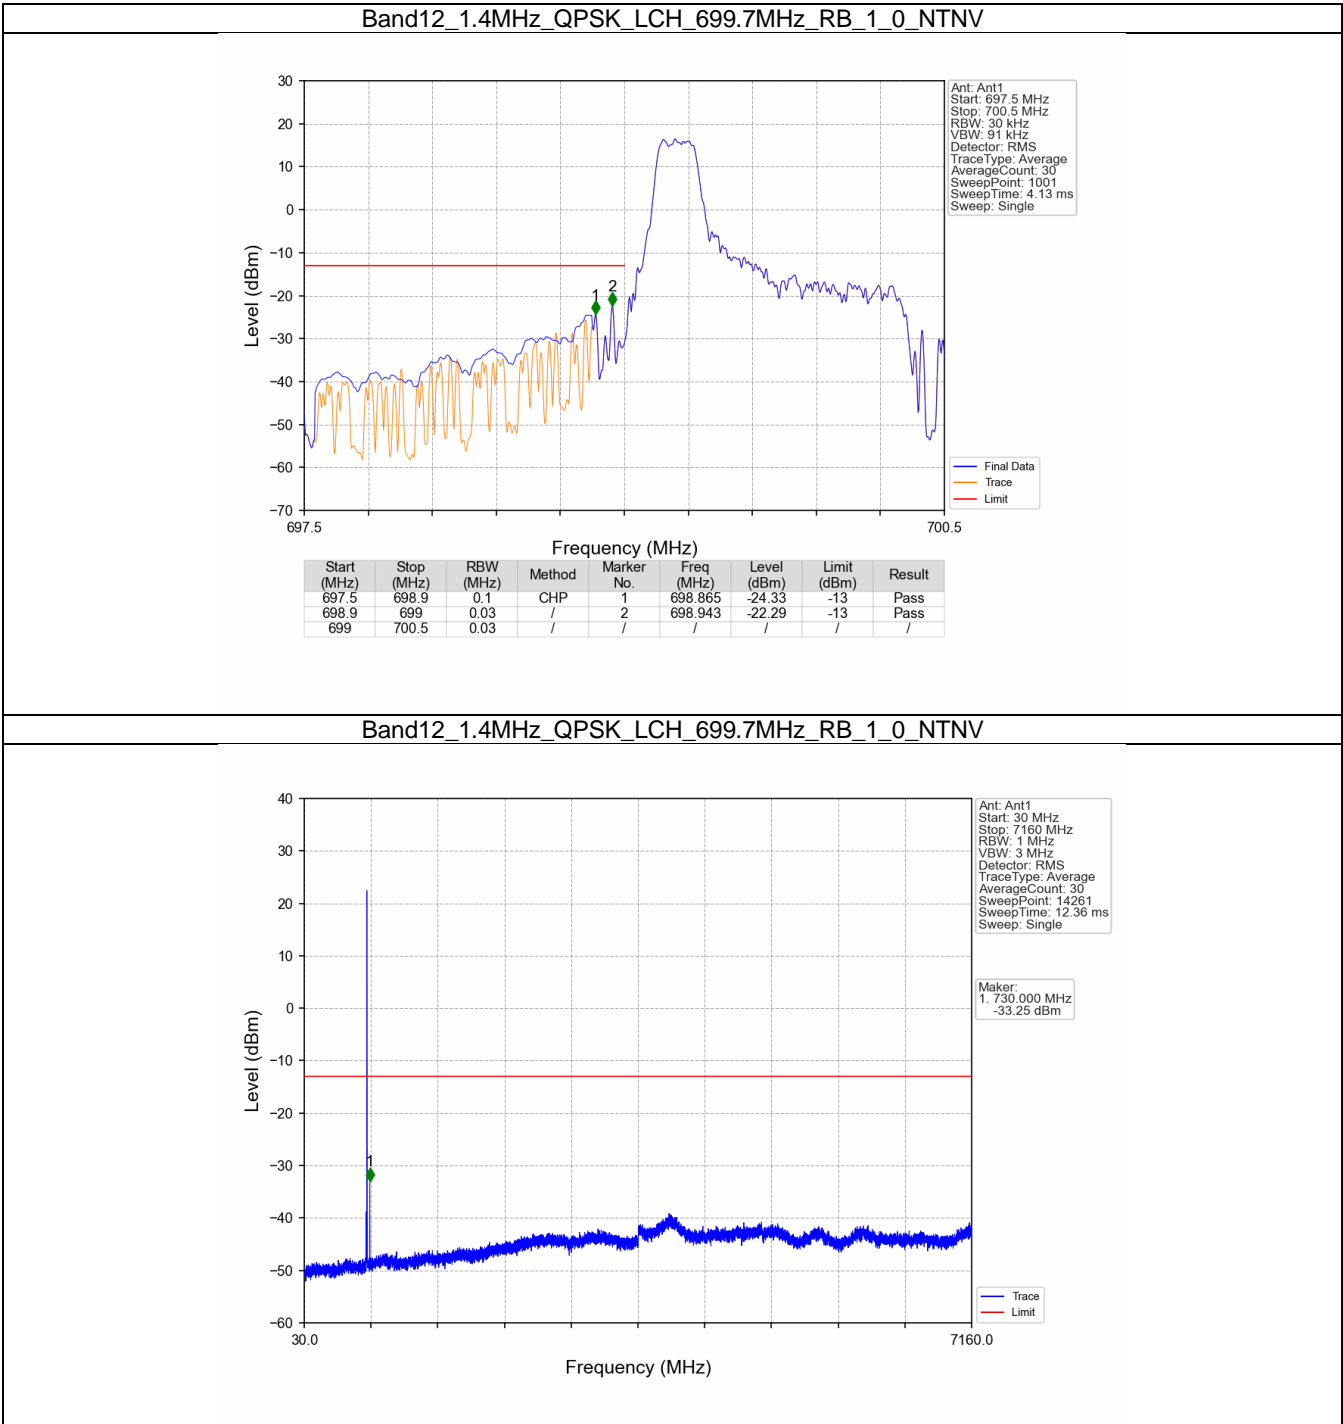 Band12_1.4MHz_QPSK_LCH_699.7MHz_RB_1_0_NTNV
30
20
10
0
−10
−20
−30
−40
−50
−60
−70
Level (dBm)
1
2
697.5
700.5
Frequency (MHz)
Ant: Ant1
Start: 697.5 MHz
Stop: 700.5 MHz
RBW: 30 kHz
VBW: 91 kHz
Detector: RMS
TraceType: Average
AverageCount: 30
SweepPoint: 1001
SweepTime: 4.13 ms
Sweep: Single
Final Data
Trace
Limit
Start (MHz) Stop (MHz) RBW (MHz) Method Marker No. Freq (MHz) Level (dBm) Limit (dBm) Result
697.5 698.9 0.1 CHP 1 698.865 -24.33 -13 Pass
698.9 699 0.03 / 2 698.943 -22.29 -13 Pass
699 700.5 0.03 / / / / / /
Band12_1.4MHz_QPSK_LCH_699.7MHz_RB_1_0_NTNV
40
30
20
10
0
−10
−20
−30
−40
−50
−60
Level (dBm)
1
30.0
7160.0
Frequency (MHz)
Ant: Ant1
Start: 30 MHz
Stop: 7160 MHz
RBW: 1 MHz
VBW: 3 MHz
Detector: RMS
TraceType: Average
AverageCount: 30
SweepPoint: 14261
SweepTime: 12.36 ms
Sweep: Single
Maker:
1. 730.000 MHz
-33.25 dBm
Trace
Limit